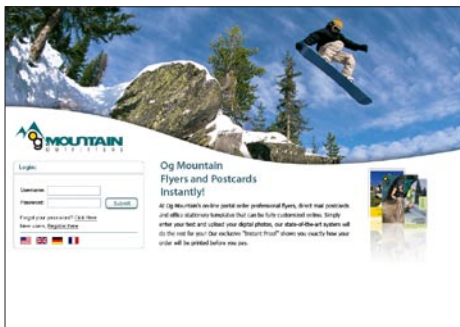 Og MOUNTAIN
OUTFITTERS
Login:
Username:
Password:
Submit
Forgot your password? Click Here
New users, Register Here
Og Mountain
Flyers and Postcards
Instantly!
At Og Mountain's on-line portal order professional flyers, direct mail postcards
and office stationary templates that can be fully customized online. Simply
enter your text and upload your digital photos, our state-of-the-art system will
do the rest for you! Our exclusive "Instant Proof" shows you exactly how your
order will be printed before you pay.